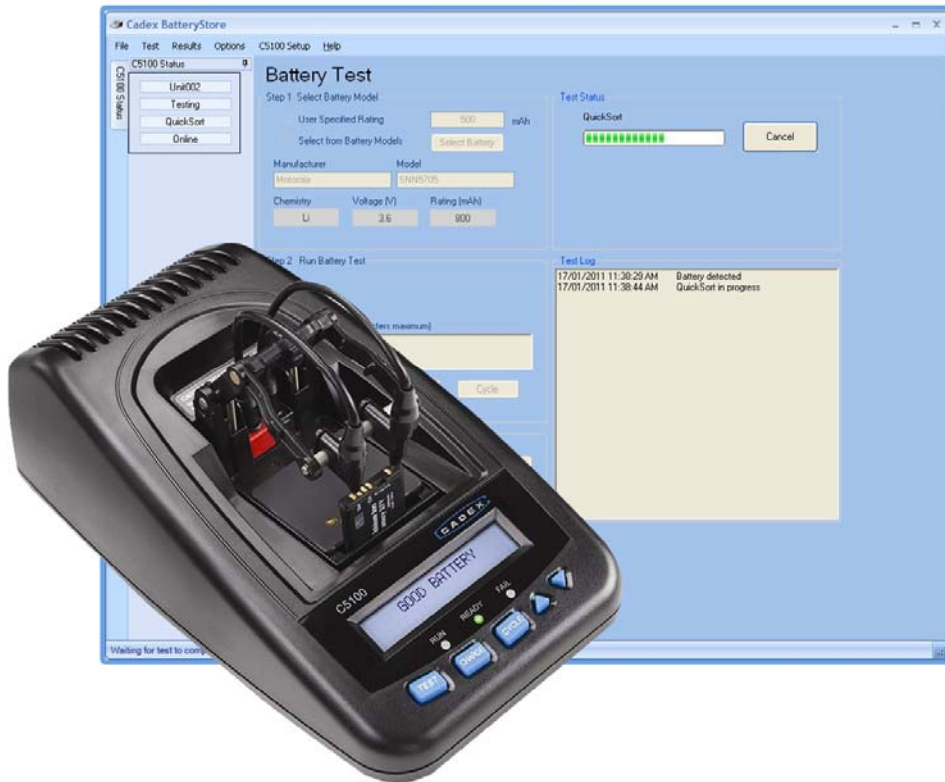 Cadex BatteryStore
File Test Results Options C5100 Setup Help
C5100 Status
C5100 Status
Unit002
Testing
QuickSort
Online
Battery Test
Step 1 Select Battery Model
User Specified Rating 500 mAh
Select from Battery Models Select Battery
Manufacturer Model
Motorola SNN5705
Chemistry Voltage (V) Rating (mAh)
Li 3.6 800
Test Status
QuickSort
Cancel
Step 2 Run Battery Test
maximum)
Cycle
Test Log
17/01/2011 11:38:29 AM Battery detected
17/01/2011 11:38:44 AM QuickSort in progress
Waiting for test to
CADEX
C5100
GOOD BATTERY
RUN READY FAIL
TEST CHARGE CYCLE